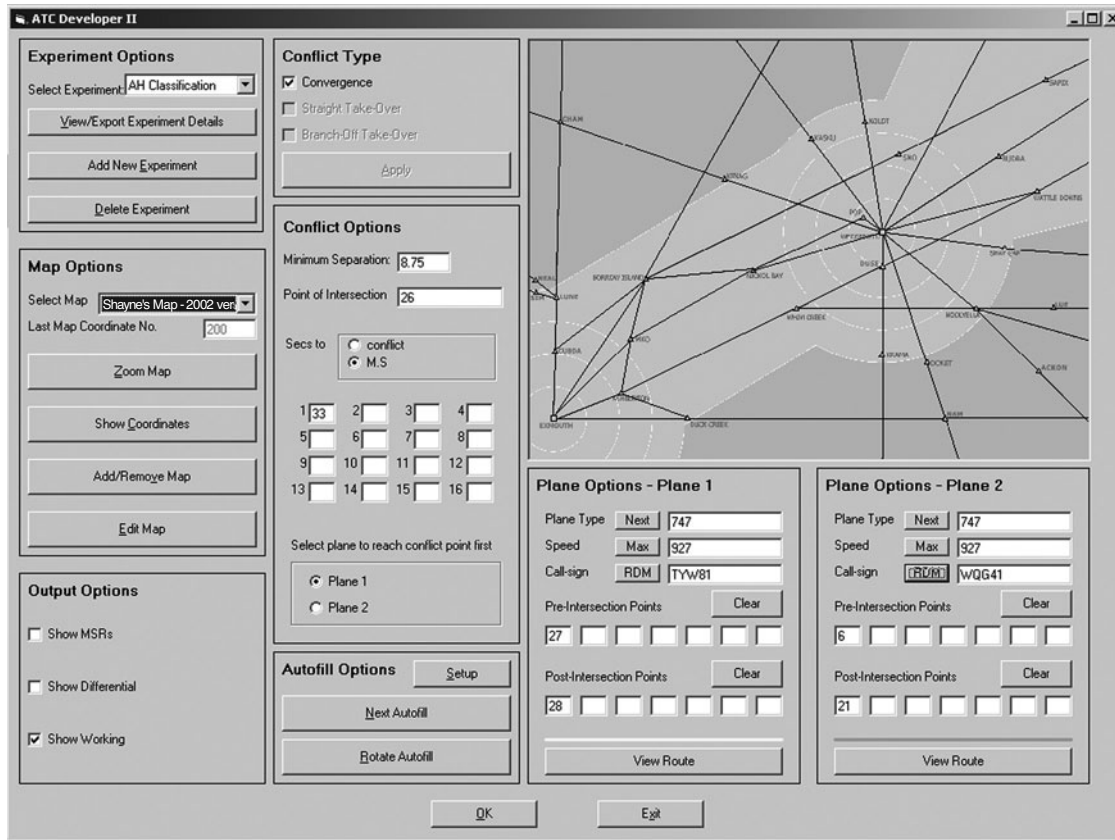 ATC Developer II
Experiment Options
Select Experiment: AH Classification
View/Export Experiment Details
Add New Experiment
Delete Experiment
Map Options
Select Map Shayne's Map - 2002 ver
Last Map Coordinate No. 200
Zoom Map
Show Coordinates
Add/Remove Map
Edit Map
Output Options
Show MSRs
Show Differential
Show Working
Conflict Type
Convergence
Straight Take-Over
Branch-Off Take-Over
Apply
Conflict Options
Minimum Separation: 8.75
Point of Intersection 26
Secs to conflict
M.S
1 33 2 3 4
5 6 7 8
9 10 11 12
13 14 15 16
Select plane to reach conflict point first
Plane 1
Plane 2
Autofill Options Setup
Next Autofill
Rotate Autofill
CHAM
NOLDT
SARDI
SKO
WATTLE DOWNS
POP
NICKOL BAY
DUCK CREEK
EXMOUTH
Plane Options - Plane 1
Plane Type Next 747
Speed Max 927
Call-sign RDM TYW81
Pre-Intersection Points Clear
27
Post-Intersection Points Clear
28
View Route
Plane Options - Plane 2
Plane Type Next 747
Speed Max 927
Call-sign RDM WQG41
Pre-Intersection Points Clear
6
Post-Intersection Points Clear
21
View Route
OK
Exit